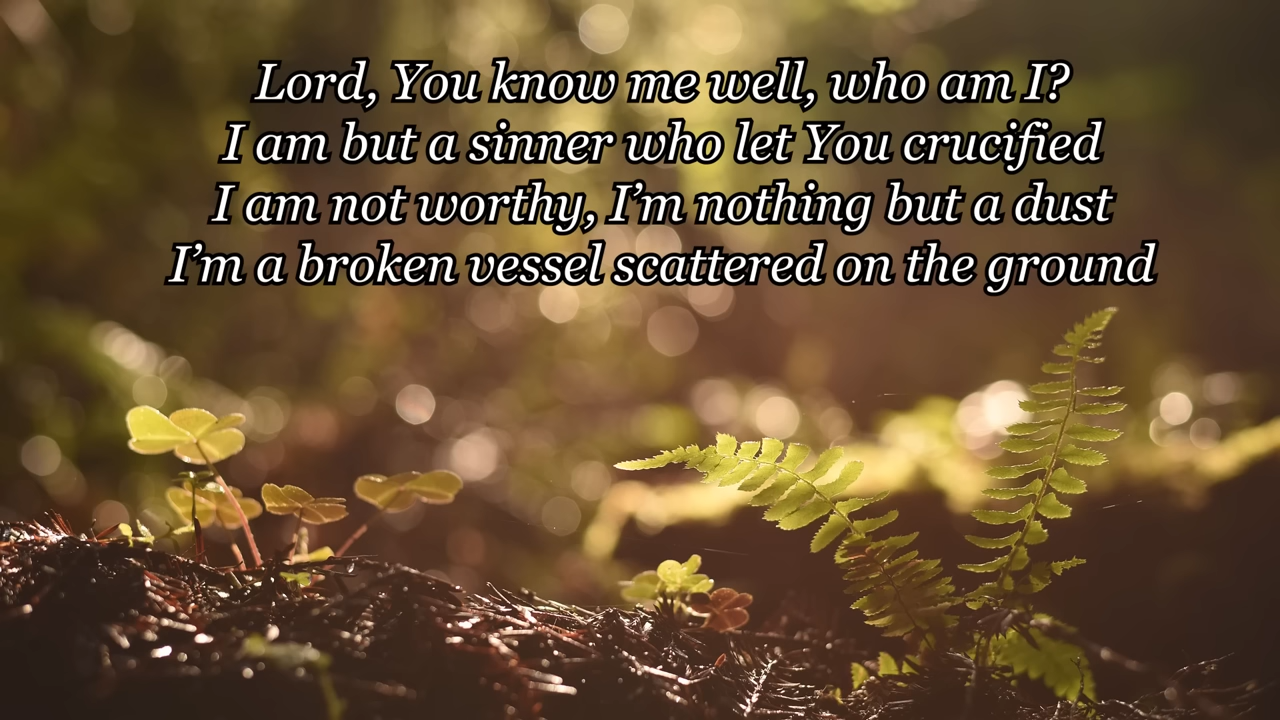 Lord, You know me well, who am I?
I am but a sinner who let You crucified
I am not worthy, I’m nothing but a dust
I’m a broken vessel scattered on the ground